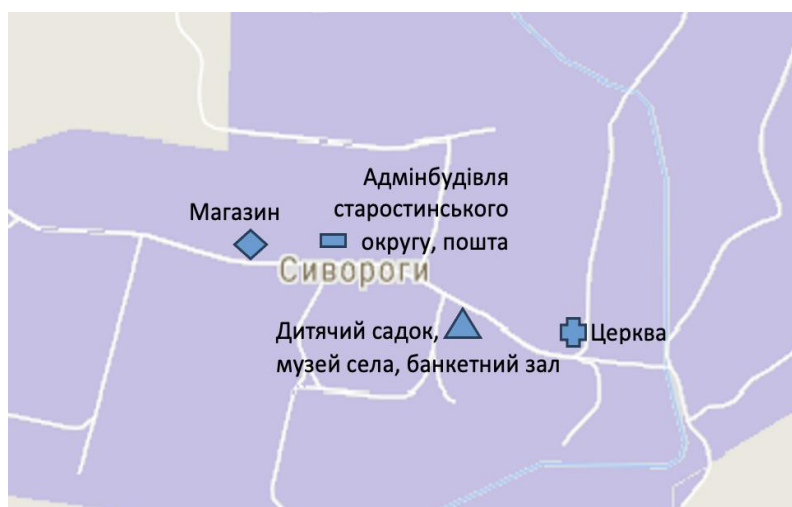 Адмінбудівля
старостинського
округу, пошта
Магазин
Сивороги
Дитячий садок,
музей села, банкетний зал
Церква